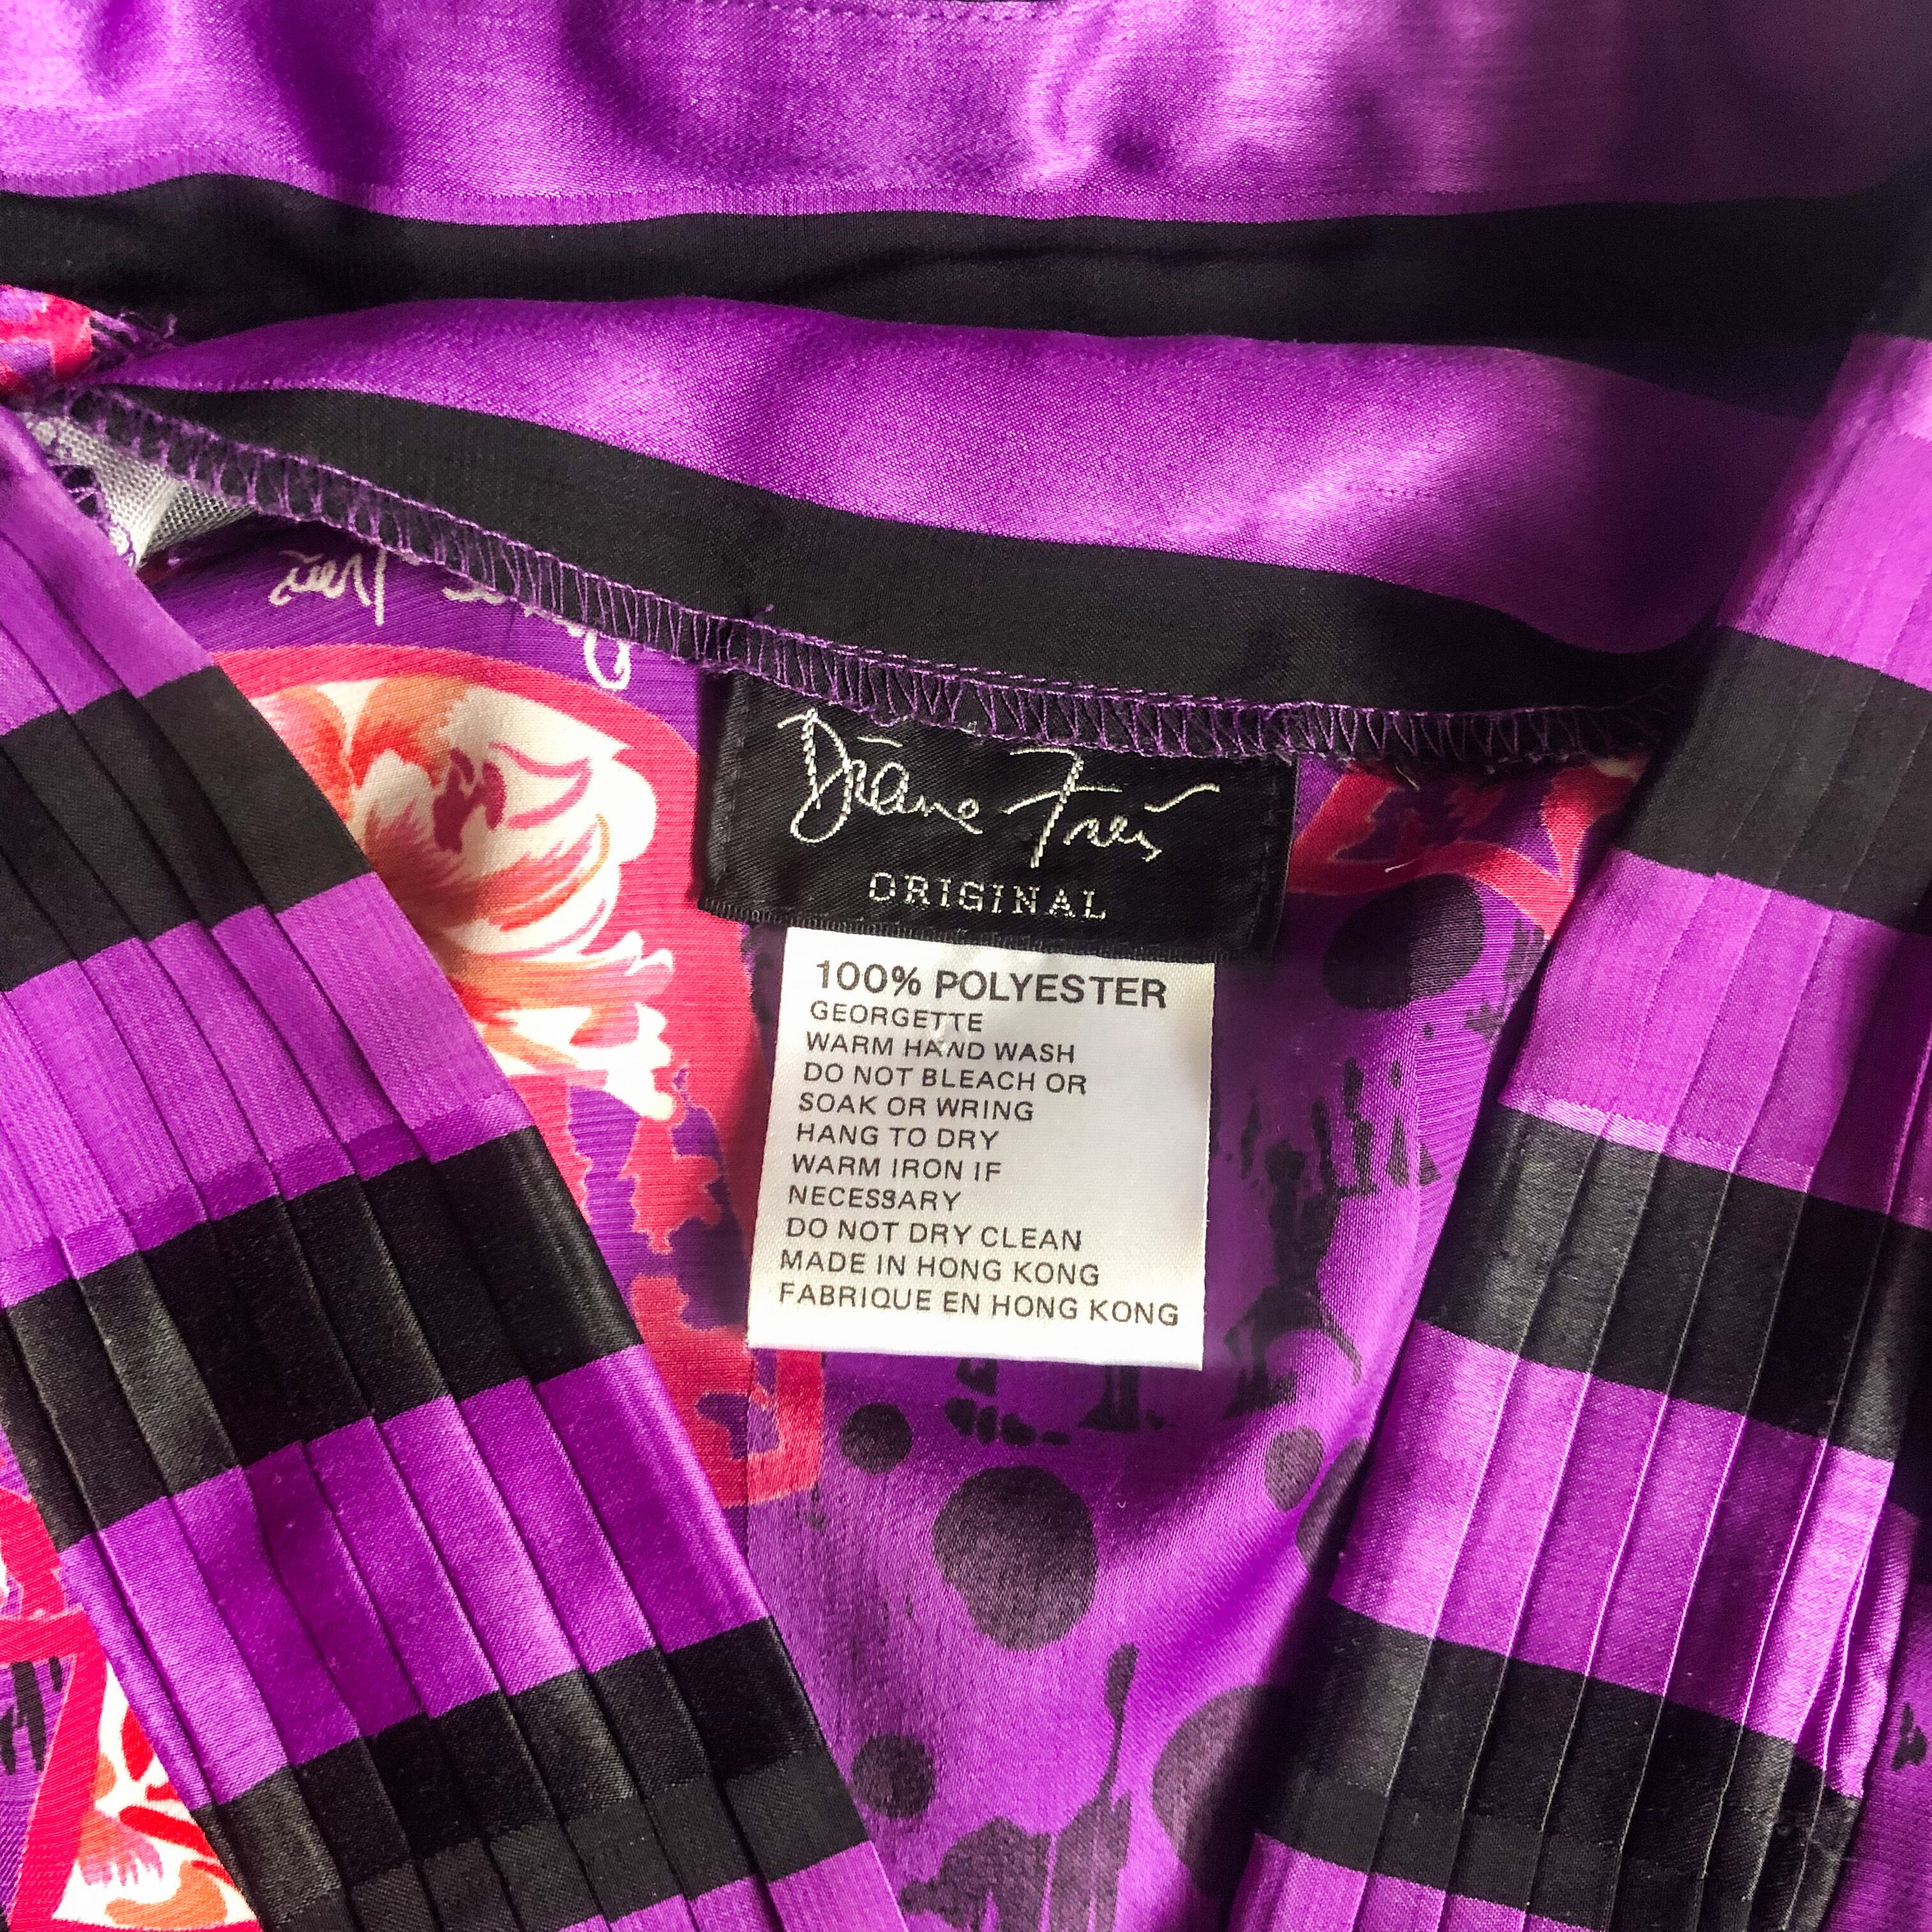 Diane Freis
ORIGINAL
100% POLYESTER
GEORGETTE
WARM HAND WASH
DO NOT BLEACH OR
SOAK OR WRING
HANG TO DRY
WARM IRON IF
NECESSARY
DO NOT DRY CLEAN
MADE IN HONG KONG
FABRIQUE EN HONG KONG